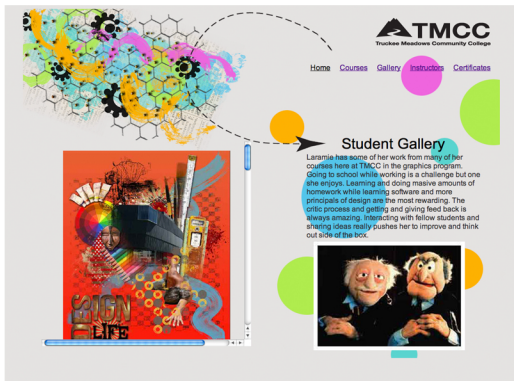 TMCC
Truckee Meadows Community College
Home Courses Gallery Instructors Certificates
Student Gallery
Laramie has some of her work from many of her
courses here at TMCC in the graphics program.
Going to school while working is a challenge but one
she enjoys. Learning and doing masive amounts of
homework while learning software and more
principals of design are the most rewarding. The
critic process and getting and giving feed back is
always amazing. Interacting with fellow students and
sharing ideas really pushes her to improve and think
out side of the box.
DESIGN
LIFE